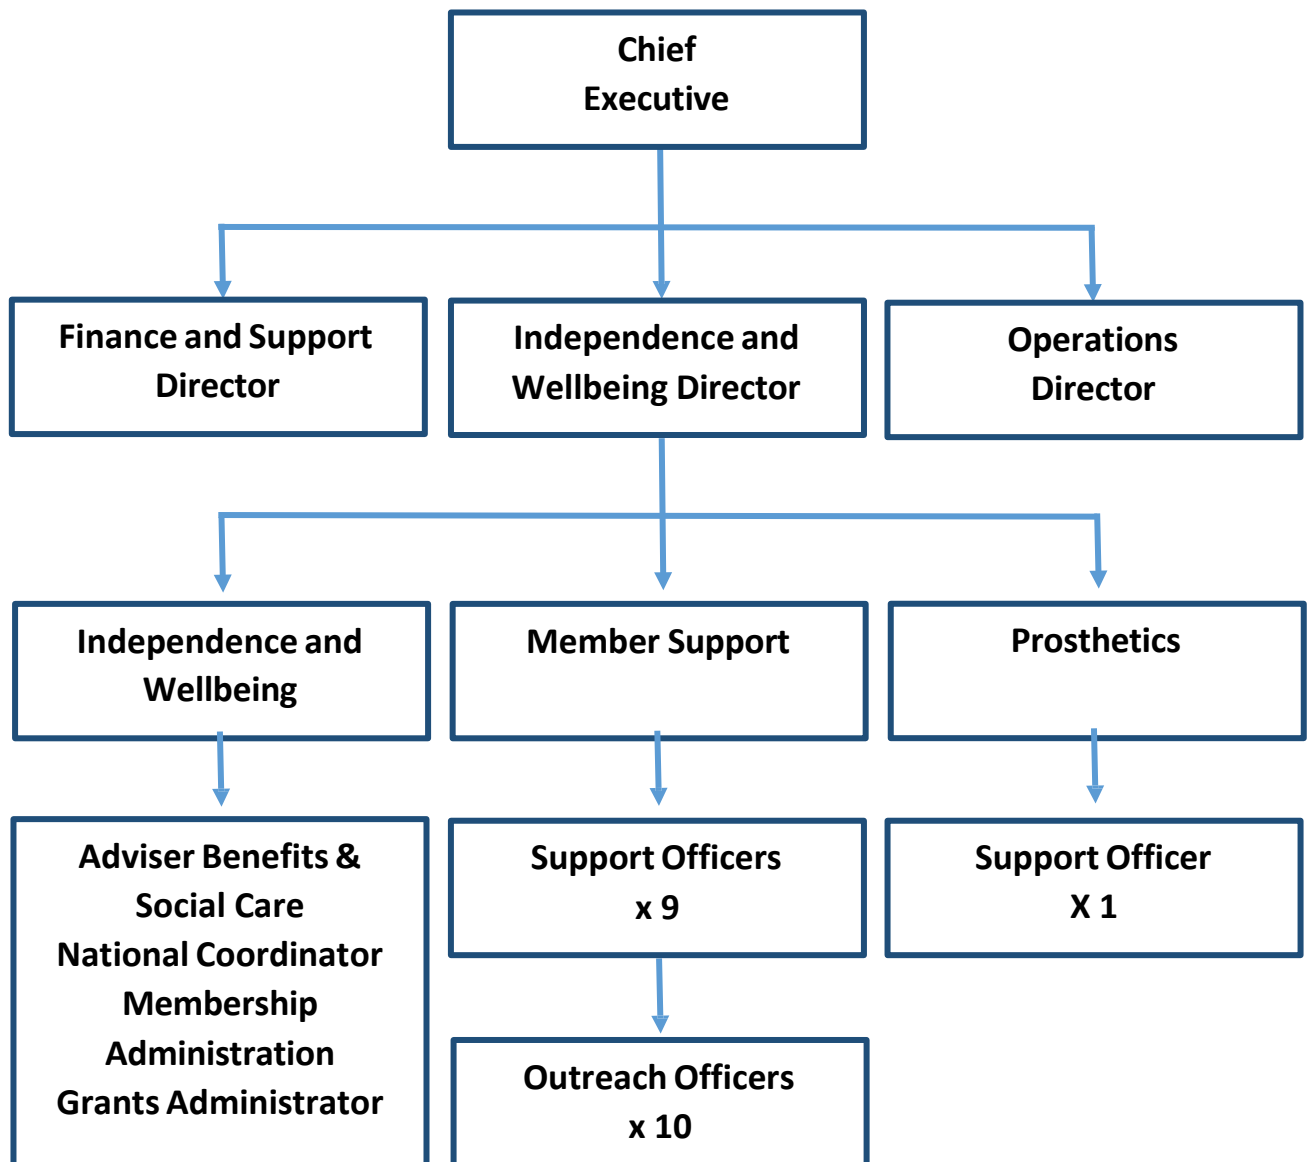 Chief
Executive
Finance and Support
Director
Independence and
Wellbeing Director
Operations
Director
Independence and
Wellbeing
Member Support
Prosthetics
Adviser Benefits &
Social Care
National Coordinator
Membership
Administration
Grants Administrator
Support Officers
x 9
Support Officer
X 1
Outreach Officers
x 10